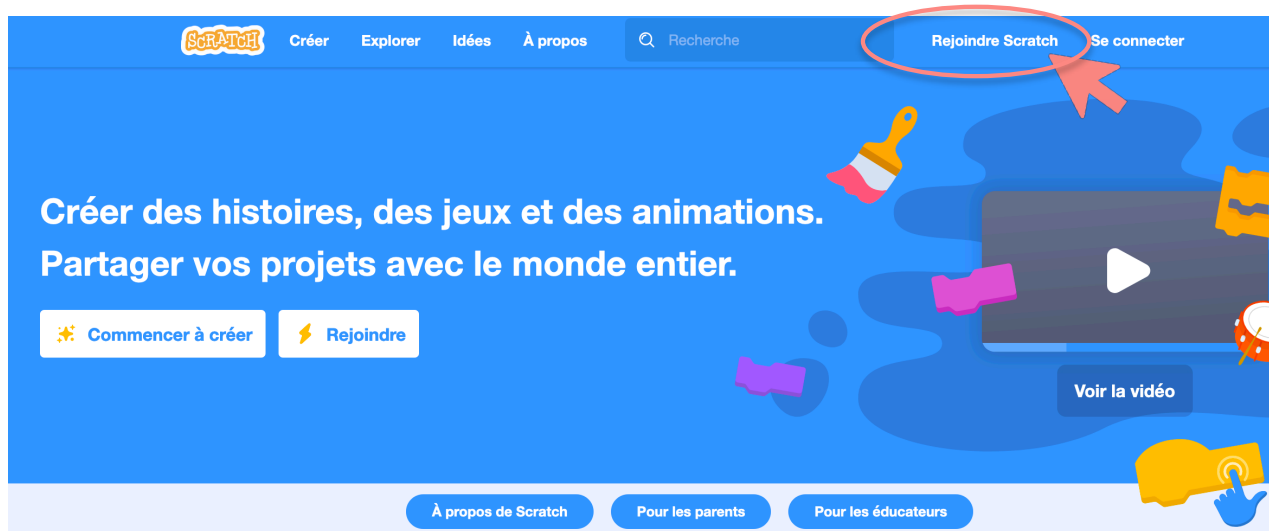 SCRATCH Créer Explorer Idées À propos Recherche Rejoindre Scratch Se connecter
Créer des histoires, des jeux et des animations.
Partager vos projets avec le monde entier.
Commencer à créer Rejoindre
Voir la vidéo
À propos de Scratch Pour les parents Pour les éducateurs